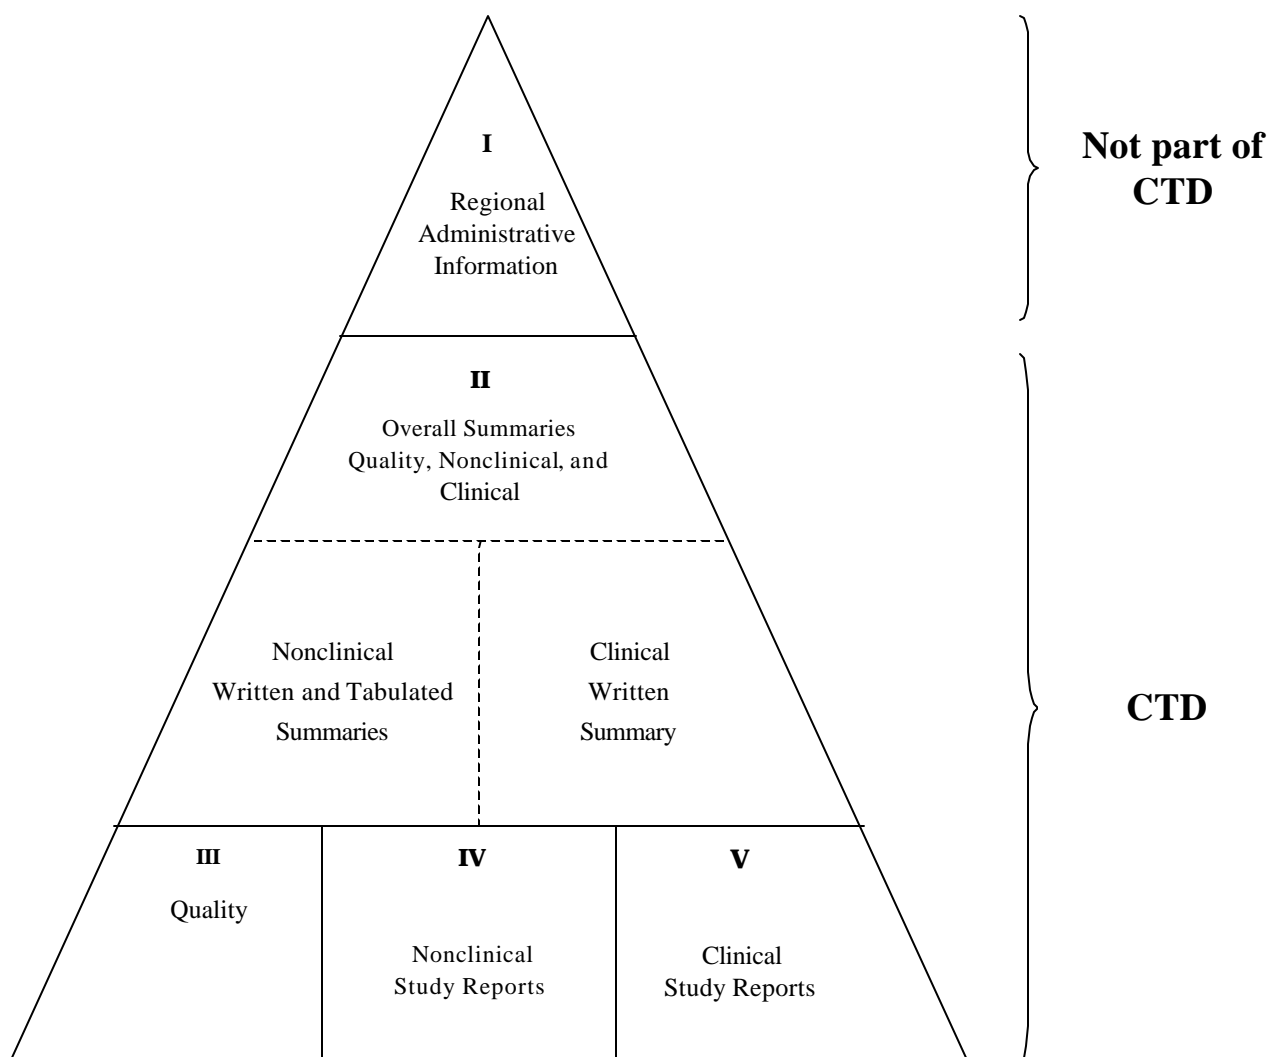 I
Regional
Administrative
Information
Not part of
CTD
II
Overall Summaries
Quality, Nonclinical, and
Clinical
Nonclinical
Written and Tabulated
Summaries
Clinical
Written
Summary
CTD
III
Quality
IV
Nonclinical
Study Reports
V
Clinical
Study Reports